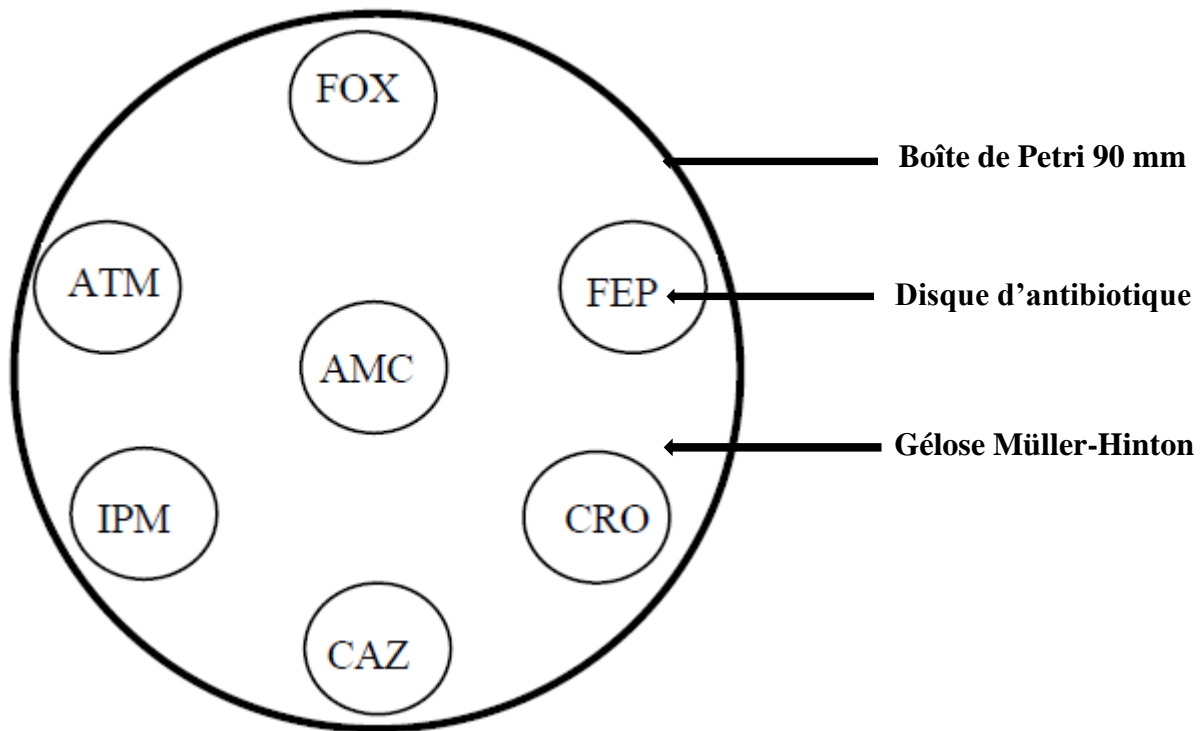 FOX
Boîte de Petri 90 mm
ATM
FEP
Disque d’antibiotique
AMC
Gélose Müller-Hinton
IPM
CRO
CAZ